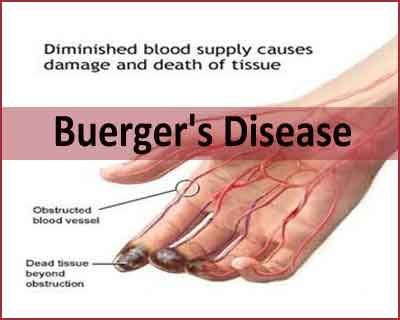 Diminished blood supply causes
damage and death of tissue
Buerger's Disease
Obstructed
blood vessel
Dead tissue
beyond
obstruction